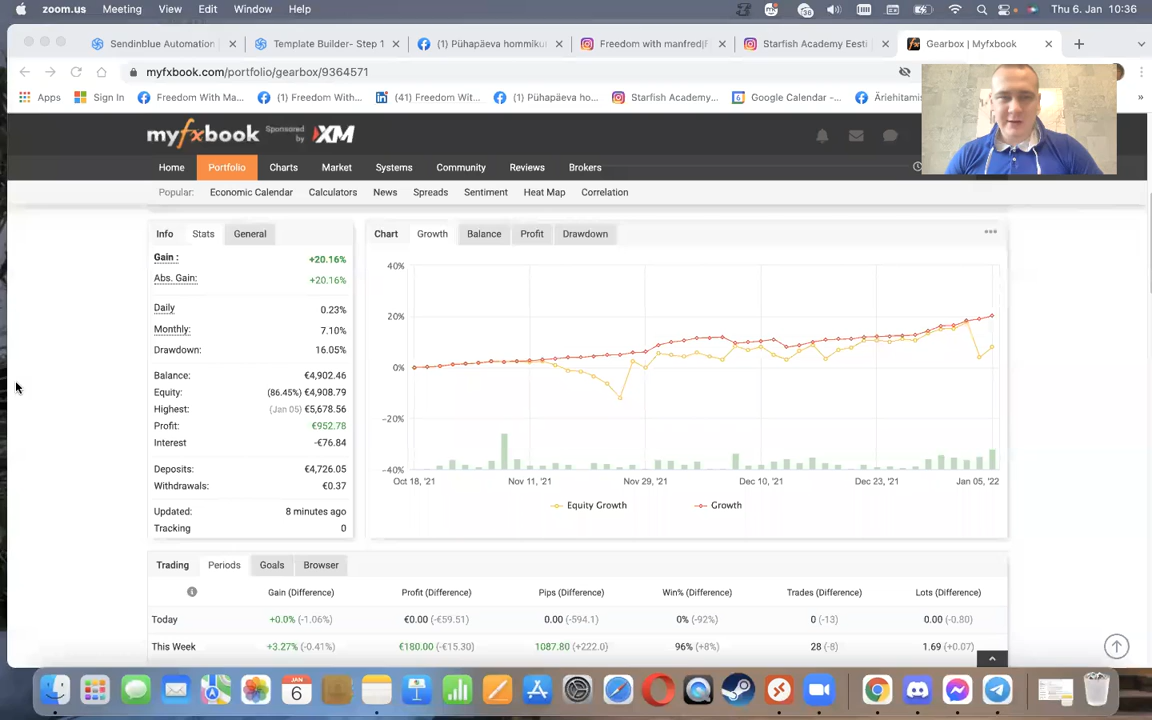 zoom.us Meeting View Edit Window Help 36 Thu 6. Jan 10:36
Sendinblue Automation Template Builder- Step 1 (1) Pühapäeva hommiku Freedom with manfred|F Starfish Academy Eesti Gearbox | Myfxbook
myfxbook.com/portfolio/gearbox/9364571
Apps Sign In Freedom With Ma... (1) Freedom With... (41) Freedom Wit... (1) Pühapäeva ho... Starfish Academy... Google Calendar -... Äriehitamis
myfxbook Sponsored by XM
Home Portfolio Charts Market Systems Community Reviews Brokers
Popular: Economic Calendar Calculators News Spreads Sentiment Heat Map Correlation
Info Stats General
Gain : +20.16%
Abs. Gain: +20.16%
Daily 0.23%
Monthly: 7.10%
Drawdown: 16.05%
Balance: €4,902.46
Equity: (86.45%) €4,908.79
Highest: (Jan 05) €5,678.56
Profit: €952.78
Interest -€76.84
Deposits: €4,726.05
Withdrawals: €0.37
Updated: 8 minutes ago
Tracking 0
Chart Growth Balance Profit Drawdown
40%
20%
0%
-20%
-40%
Oct 18, '21 Nov 11, '21 Nov 29, '21 Dec 10, '21 Dec 23, '21 Jan 05, '22
Equity Growth Growth
Trading Periods Goals Browser
Gain (Difference) Profit (Difference) Pips (Difference) Win% (Difference) Trades (Difference) Lots (Difference)
Today +0.0% (-1.06%) €0.00 (-€59.51) 0.00 (-594.1) 0% (-92%) 0 (-13) 0.00 (-0.80)
This Week +3.27% (-0.41%) €180.00 (-€15.30) 1087.80 (+222.0) 96% (+8%) 28 (-8) 1.69 (+0.07)
JAN
6